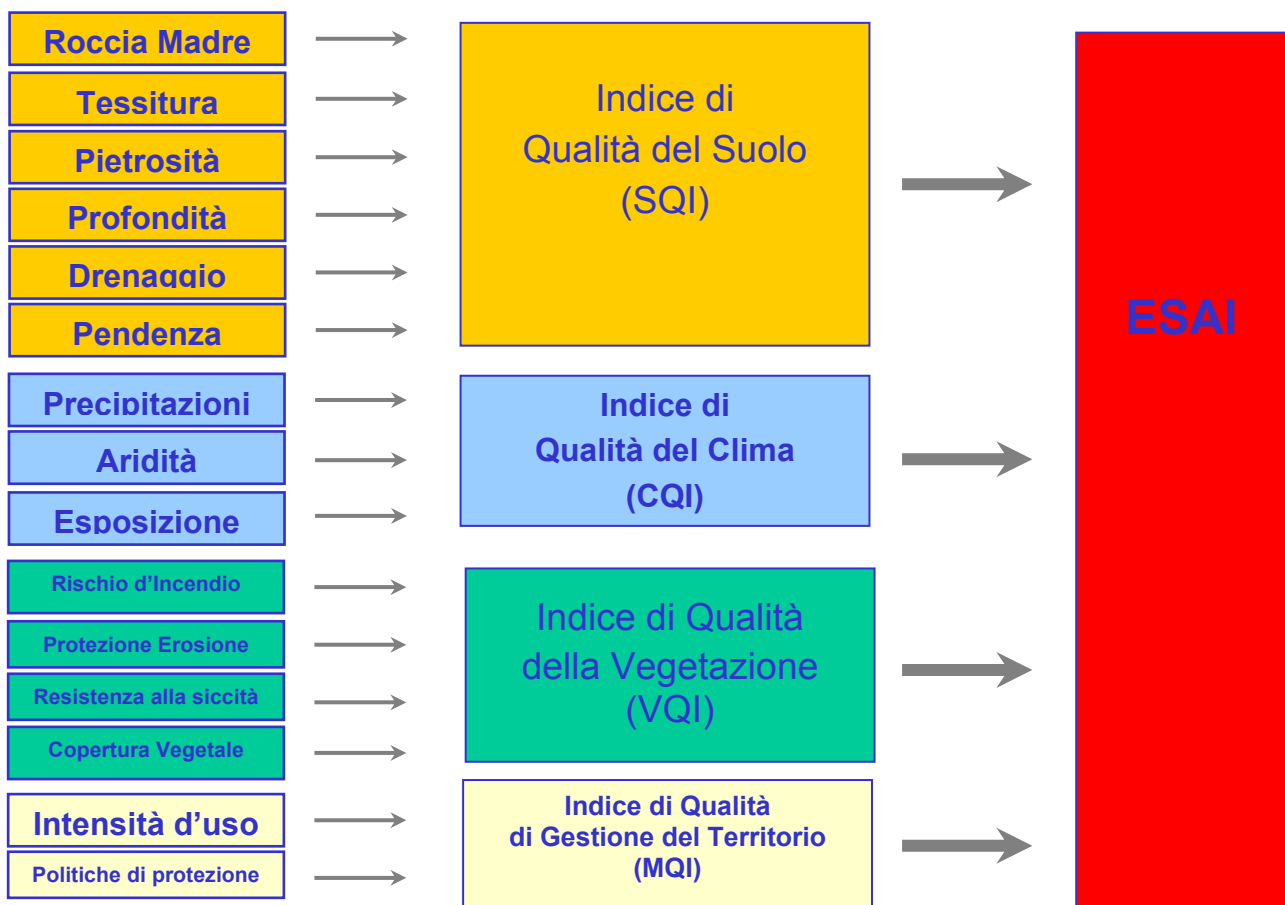 Roccia Madre
Tessitura
Pietrosità
Profondità
Drenaggio
Pendenza
Indice di
Qualità del Suolo
(SQI)
Precipitazioni
Aridità
Esposizione
Indice di
Qualità del Clima
(CQI)
Rischio d’Incendio
Protezione Erosione
Resistenza alla siccità
Copertura Vegetale
Indice di Qualità
della Vegetazione
(VQI)
Intensità d’uso
Politiche di protezione
Indice di Qualità
di Gestione del Territorio
(MQI)
ESAI